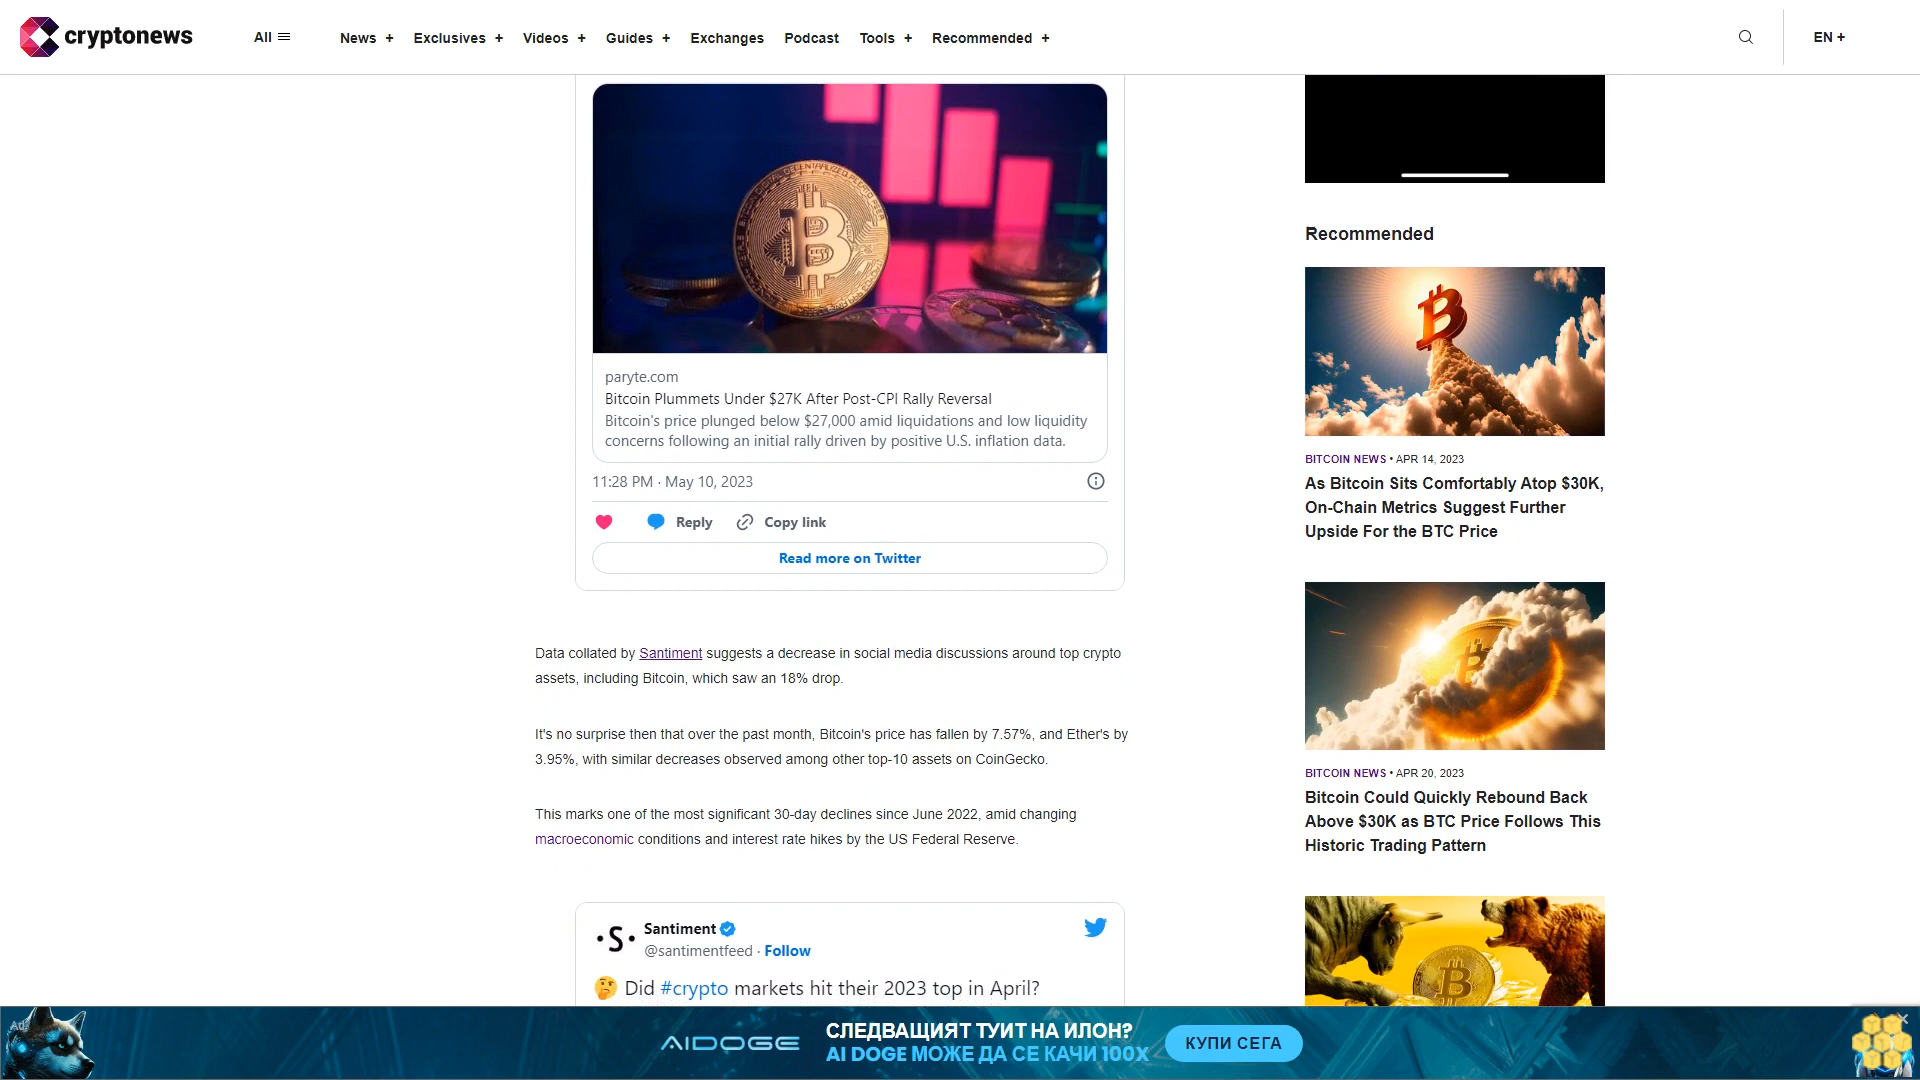 cryptonews
All
News +
Exclusives +
Videos +
Guides +
Exchanges
Podcast
Tools +
Recommended +
EN +
paryte.com
Bitcoin Plummets Under $27K After Post-CPI Rally Reversal
Bitcoin's price plunged below $27,000 amid liquidations and low liquidity
concerns following an initial rally driven by positive U.S. inflation data.
11:28 PM · May 10, 2023
Reply
Copy link
Read more on Twitter
Data collated by Santiment suggests a decrease in social media discussions around top crypto
assets, including Bitcoin, which saw an 18% drop.
It's no surprise then that over the past month, Bitcoin's price has fallen by 7.57%, and Ether's by
3.95%, with similar decreases observed among other top-10 assets on CoinGecko.
This marks one of the most significant 30-day declines since June 2022, amid changing
macroeconomic conditions and interest rate hikes by the US Federal Reserve.
·S·
Santiment
@santimentfeed · Follow
🤔 Did #crypto markets hit their 2023 top in April?
Recommended
BITCOIN NEWS • APR 14, 2023
As Bitcoin Sits Comfortably Atop $30K,
On-Chain Metrics Suggest Further
Upside For the BTC Price
BITCOIN NEWS • APR 20, 2023
Bitcoin Could Quickly Rebound Back
Above $30K as BTC Price Follows This
Historic Trading Pattern
Ad
AIDOGE
СЛЕДВАЩИЯТ ТУИТ НА ИЛОН?
AI DOGE МОЖЕ ДА СЕ КАЧИ 100X
КУПИ СЕГА